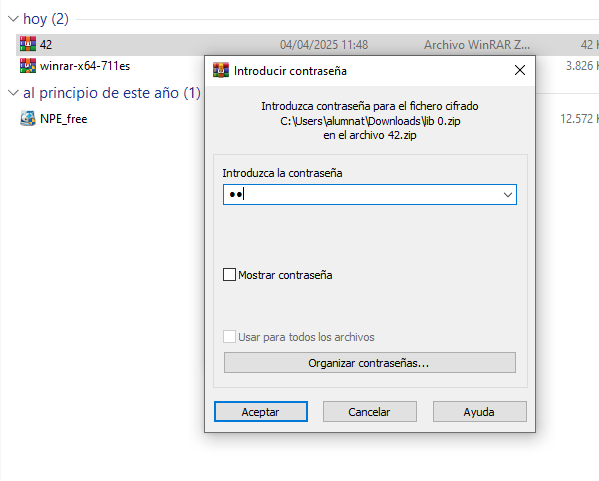 hoy (2)
42 04/04/2025 11:48 Archivo WinRAR Z... 42 K
winrar-x64-711es 3.826 K
al principio de este año (1)
NPE_free 12.572 K
Introducir contraseña
Introduzca contraseña para el fichero cifrado
C:\Users\alumnat\Downloads\lib 0.zip
en el archivo 42.zip
Introduzca la contraseña
Mostrar contraseña
Usar para todos los archivos
Organizar contraseñas...
Aceptar Cancelar Ayuda